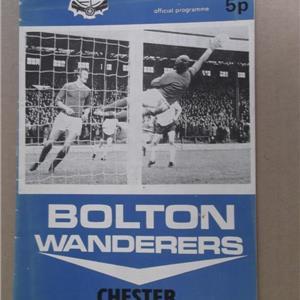 official programme
5p
BOLTON
WANDERERS
CHESTER